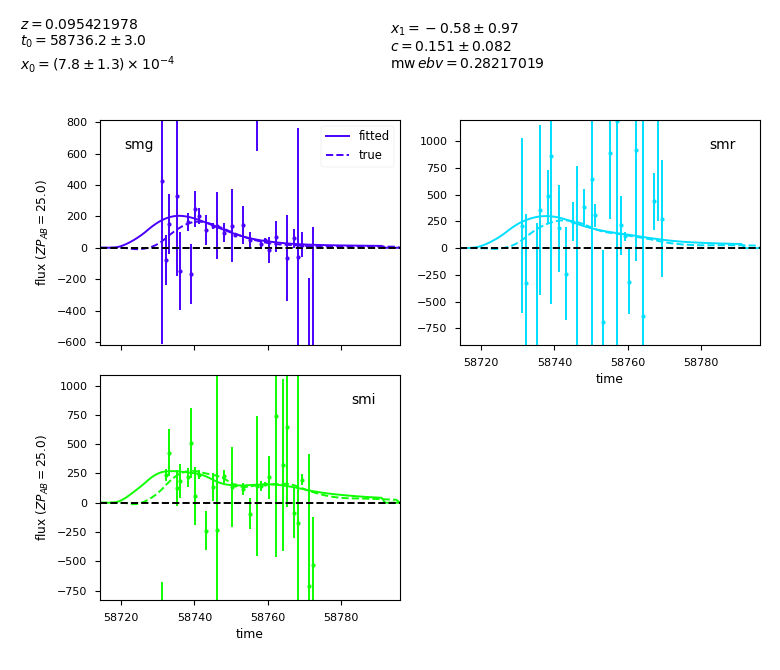 z = 0.095421978
t₀ = 58736.2 ± 3.0
x₀ = (7.8 ± 1.3) × 10⁻⁴
x₁ = −0.58 ± 0.97
c = 0.151 ± 0.082
mw ebv = 0.28217019
smg
fitted
true
800
600
400
200
0
−200
−400
−600
flux (ZP_AB = 25.0)
smr
1000
750
500
250
0
−250
−500
−750
58720 58740 58760 58780
time
smi
1000
750
500
250
0
−250
−500
−750
flux (ZP_AB = 25.0)
58720 58740 58760 58780
time